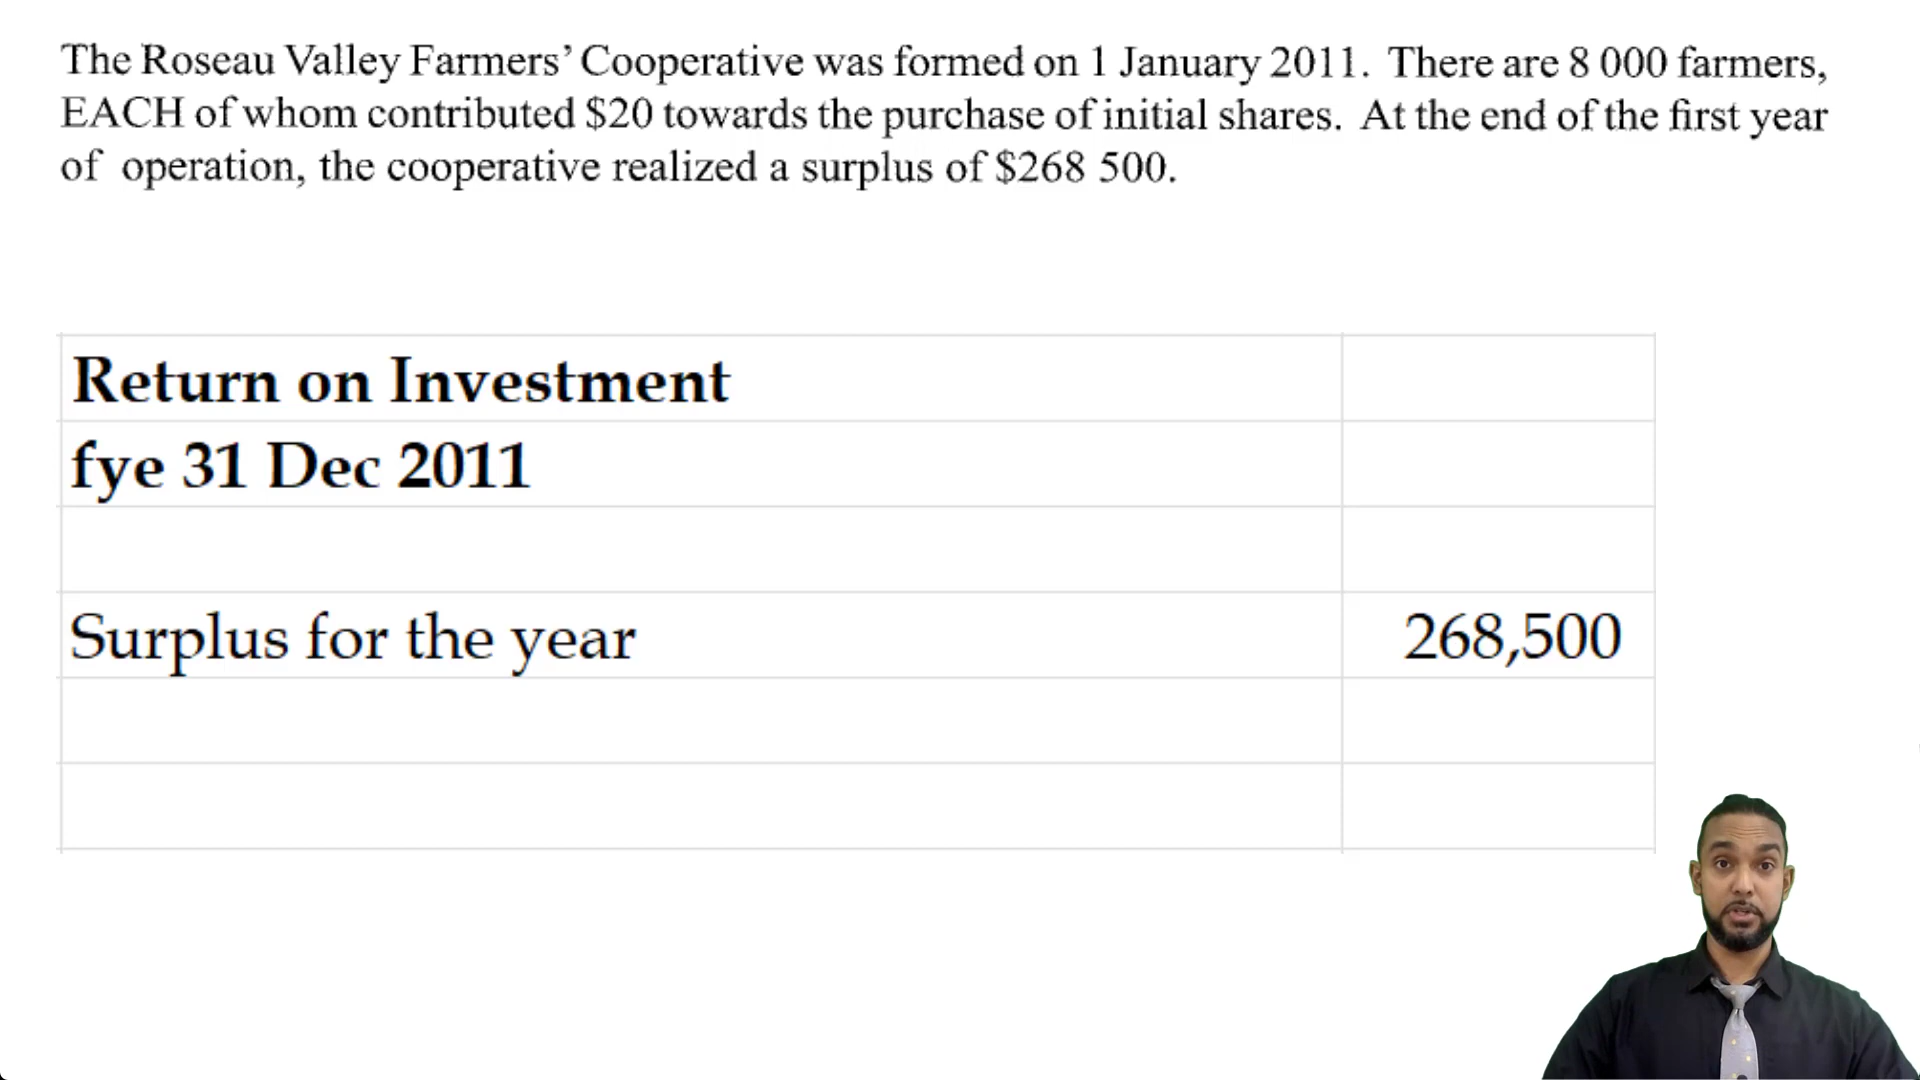 The Roseau Valley Farmers’ Cooperative was formed on 1 January 2011. There are 8 000 farmers,
EACH of whom contributed $20 towards the purchase of initial shares. At the end of the first year
of operation, the cooperative realized a surplus of $268 500.
Return on Investment
fye 31 Dec 2011
Surplus for the year 268,500